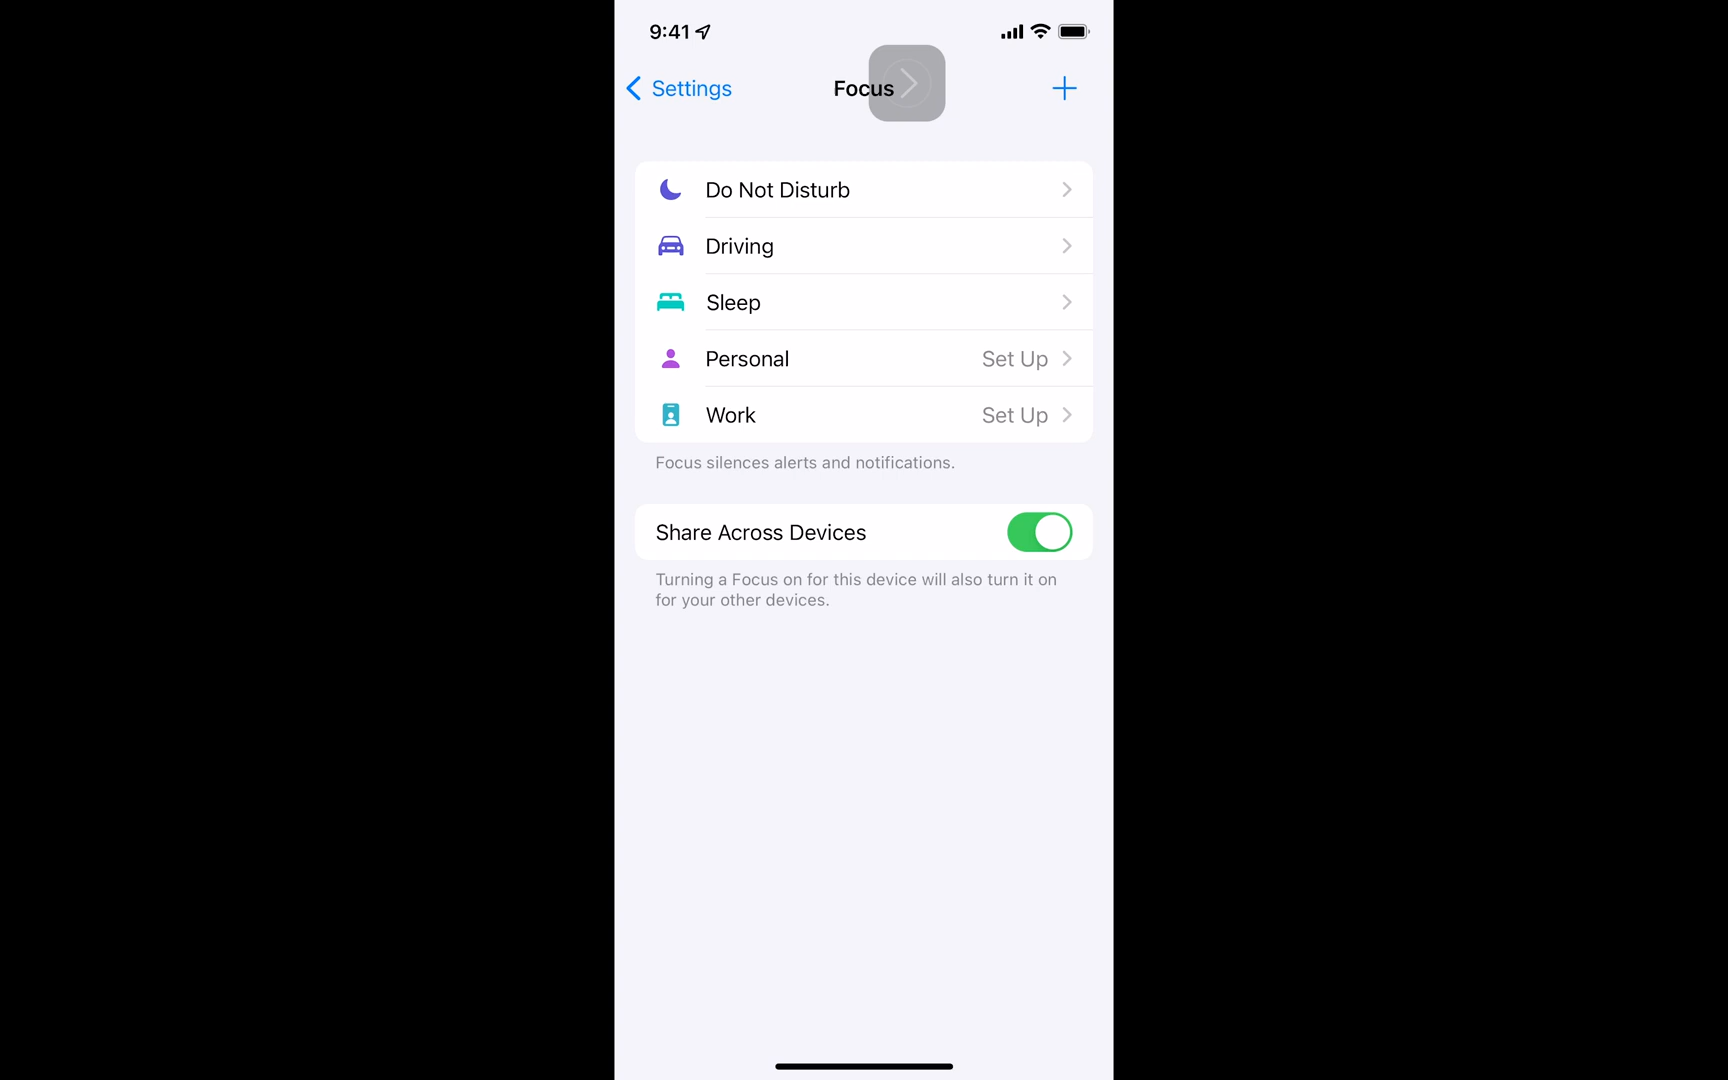 9:41
Settings
Focus
Do Not Disturb
Driving
Sleep
Personal Set Up
Work Set Up
Focus silences alerts and notifications.
Share Across Devices
Turning a Focus on for this device will also turn it on
for your other devices.